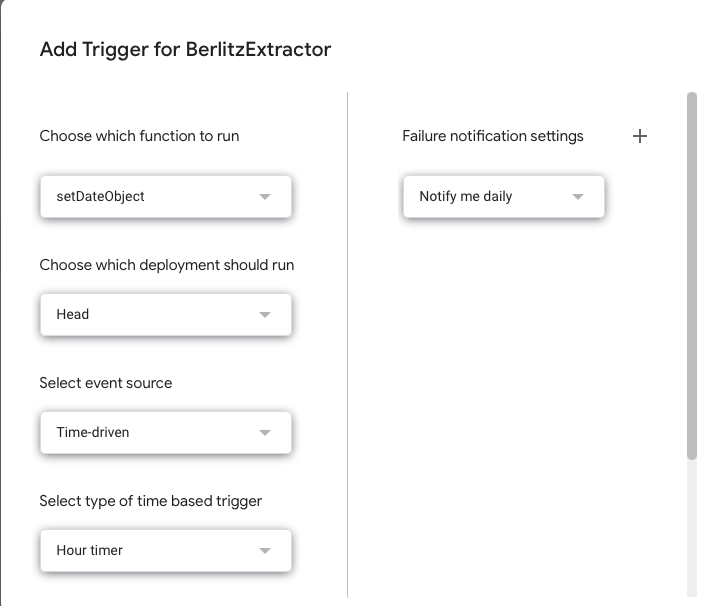 Add Trigger for BerlitzExtractor
Choose which function to run
setDateObject
Choose which deployment should run
Head
Select event source
Time-driven
Select type of time based trigger
Hour timer
Failure notification settings
Notify me daily